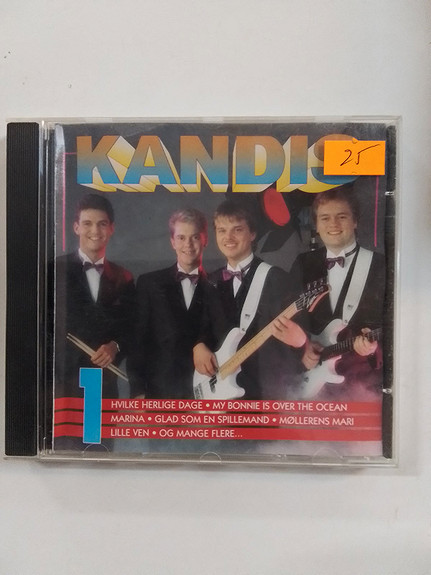 KANDIS
25
1
HVILKE HERLIGE DAGE • MY BONNIE IS OVER THE OCEAN
MARINA • GLAD SOM EN SPILLEMAND • MØLLERENS MARI
LILLE VEN • OG MANGE FLERE...